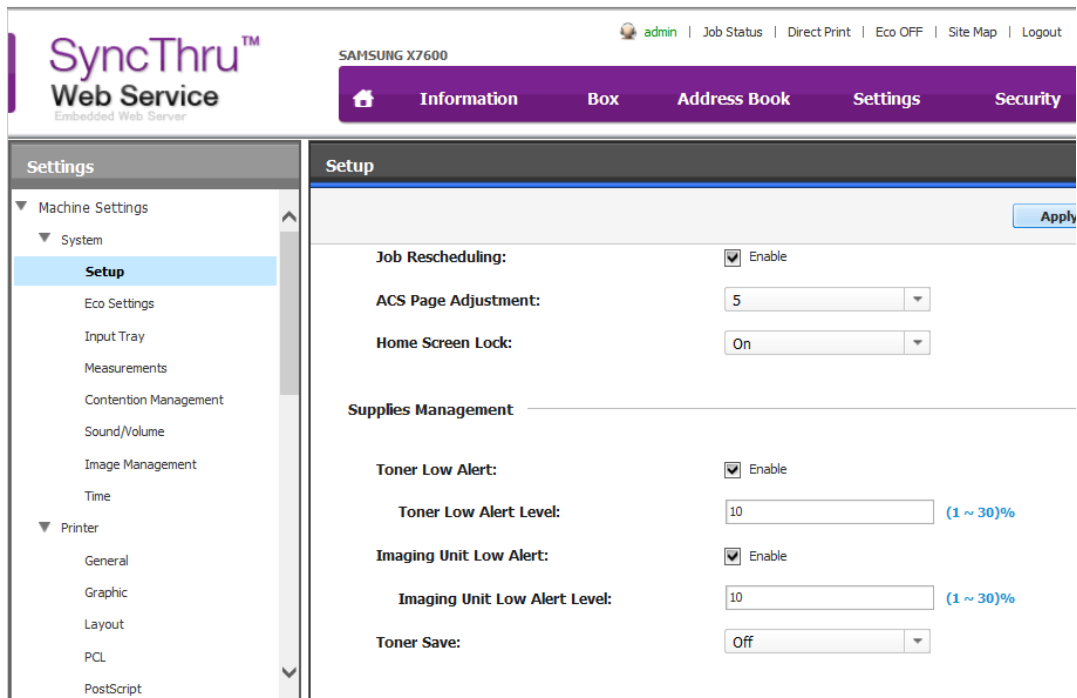 admin | Job Status | Direct Print | Eco OFF | Site Map | Logout
SyncThru™
Web Service
Embedded Web Server
SAMSUNG X7600
Information Box Address Book Settings Security
Settings
Machine Settings
System
Setup
Eco Settings
Input Tray
Measurements
Contention Management
Sound/Volume
Image Management
Time
Printer
General
Graphic
Layout
PCL
PostScript
Setup
Apply
Job Rescheduling: Enable
ACS Page Adjustment: 5
Home Screen Lock: On
Supplies Management
Toner Low Alert: Enable
Toner Low Alert Level: 10 (1 ~ 30)%
Imaging Unit Low Alert: Enable
Imaging Unit Low Alert Level: 10 (1 ~ 30)%
Toner Save: Off